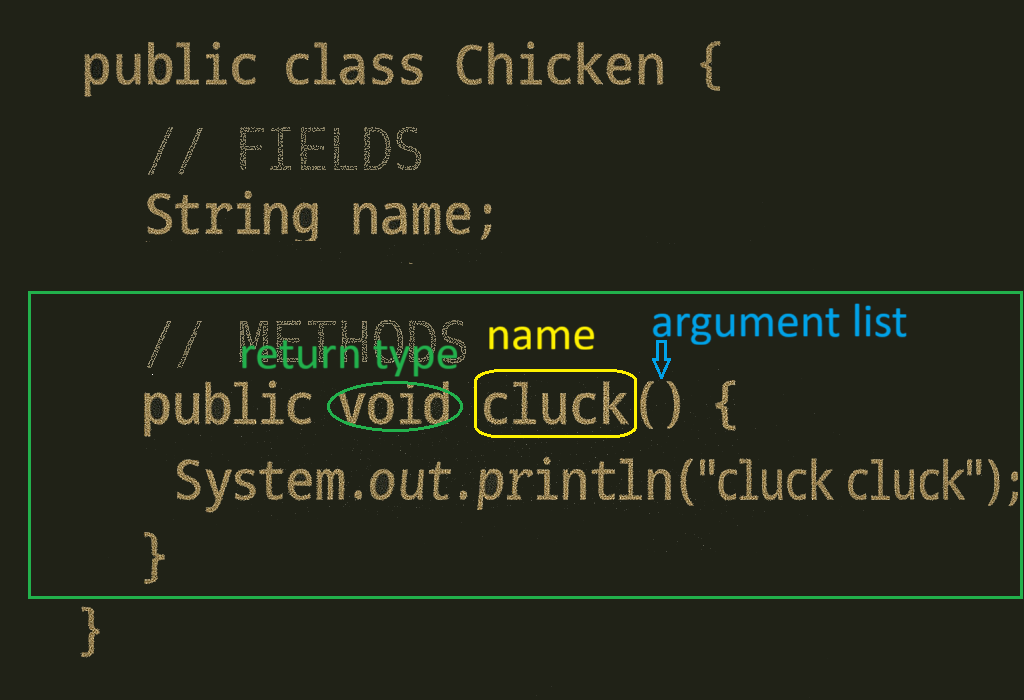 public class Chicken {
// FIELDS
String name;
// METHODS
name
argument list
return type
public void cluck() {
System.out.println("cluck cluck");
}
}